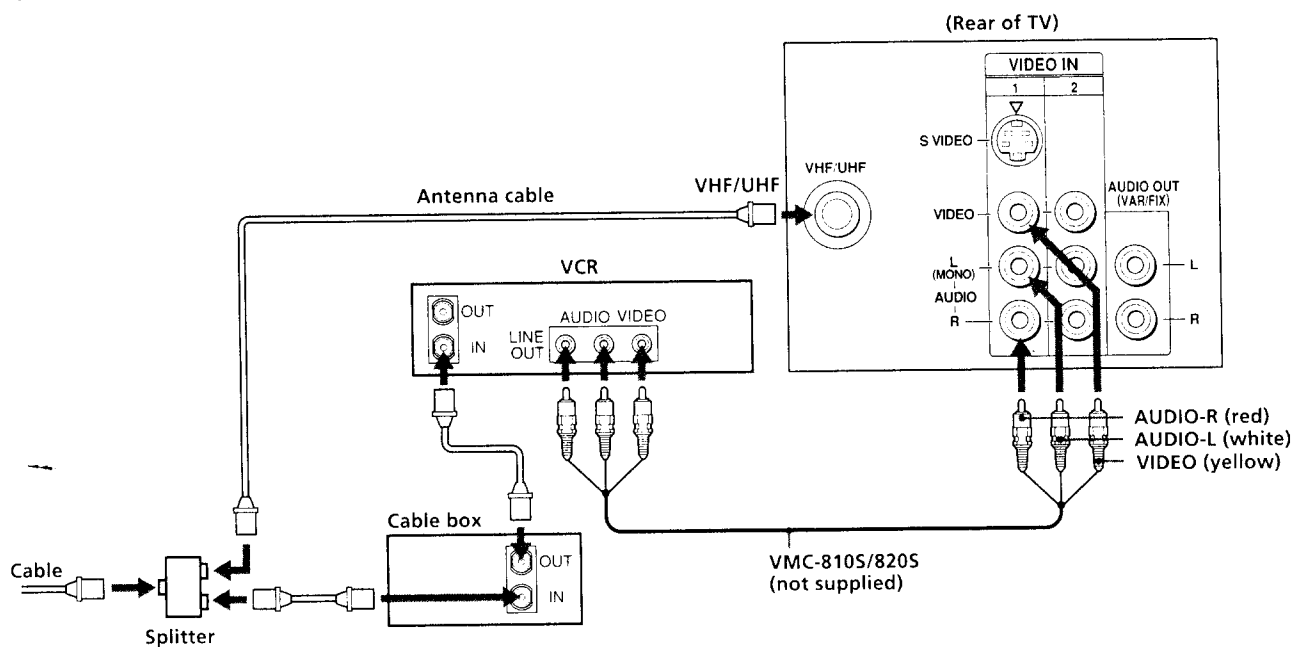 (Rear of TV)
VIDEO IN
1
2
S VIDEO
VHF/UHF
VHF/UHF
Antenna cable
AUDIO OUT
(VAR/FIX)
VIDEO
L
(MONO)
L
AUDIO
R
R
VCR
OUT
AUDIO VIDEO
IN
LINE
OUT
AUDIO-R (red)
AUDIO-L (white)
VIDEO (yellow)
Cable box
OUT
VMC-810S/820S
(not supplied)
Cable
IN
Splitter